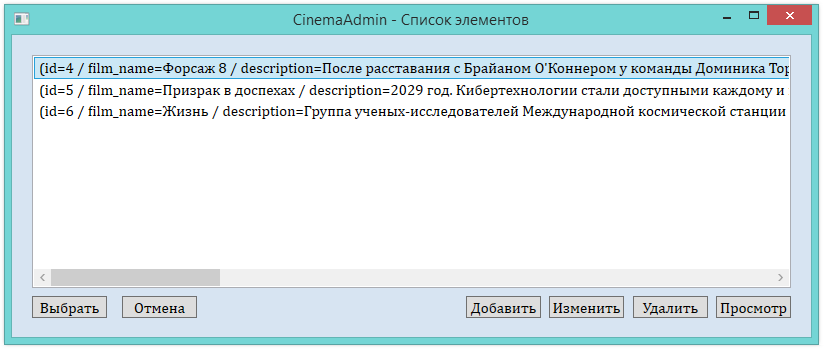 CinemaAdmin - Список элементов
(id=4 / film_name=Форсаж 8 / description=После расставания с Брайаном О'Коннером у команды Доминика Тор
(id=5 / film_name=Призрак в доспехах / description=2029 год. Кибертехнологии стали доступными каждому и
(id=6 / film_name=Жизнь / description=Группа ученых-исследователей Международной космической станции
Выбрать Отмена Добавить Изменить Удалить Просмотр